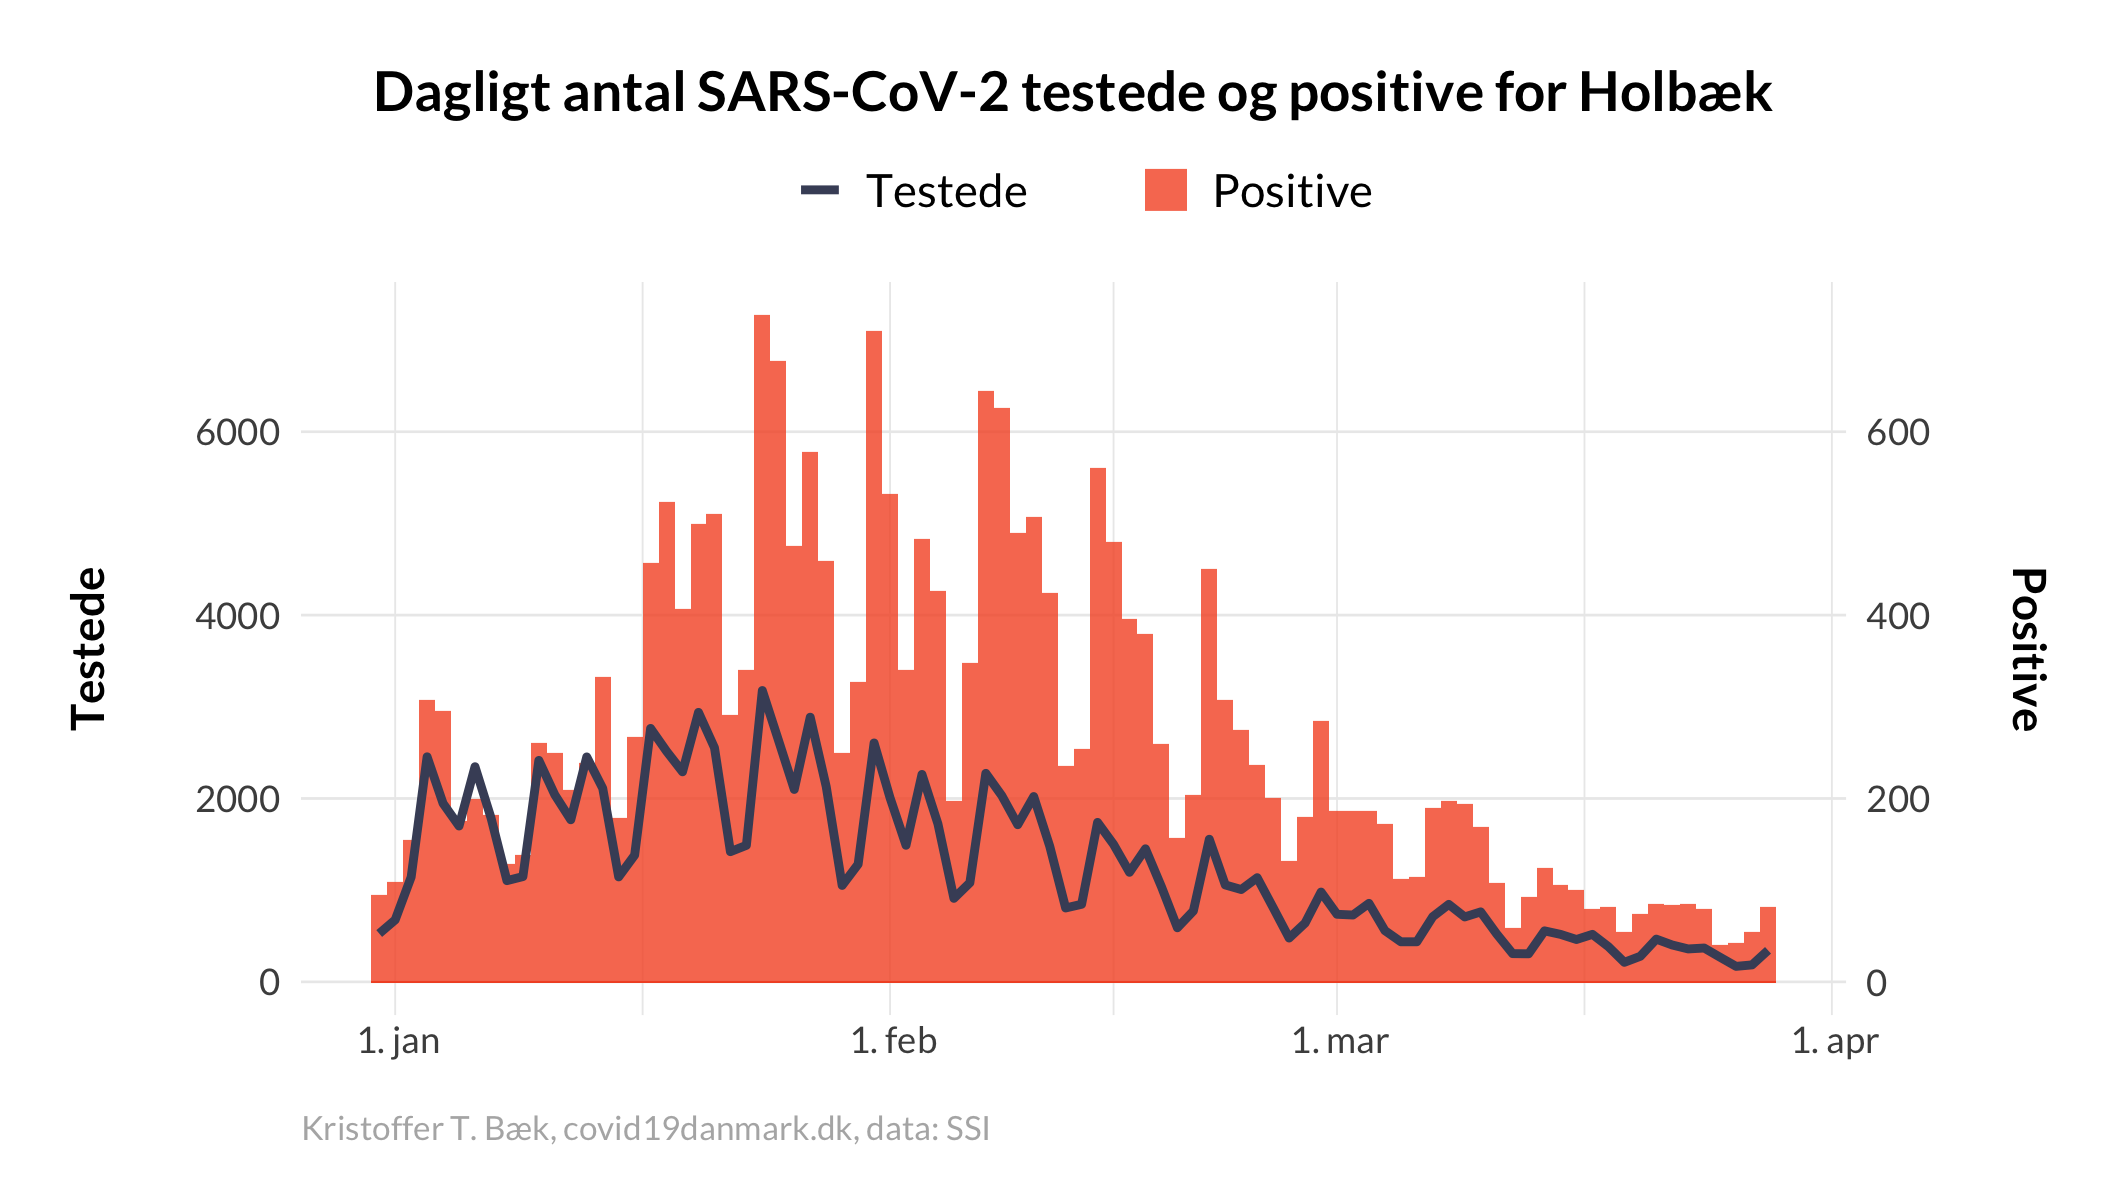 Dagligt antal SARS-CoV-2 testede og positive for Holbæk
Testede
Positive
6000
4000
2000
0
Testede
600
400
200
0
Positive
1. jan
1. feb
1. mar
1. apr
Kristoffer T. Bæk, covid19danmark.dk, data: SSI